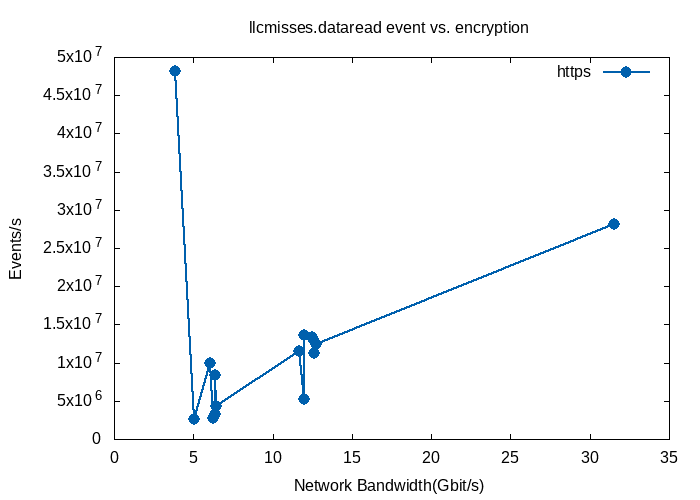 llcmisses.dataread event vs. encryption
https
5x10^7
4.5x10^7
4x10^7
3.5x10^7
3x10^7
2.5x10^7
2x10^7
1.5x10^7
1x10^7
5x10^6
0
Events/s
0 5 10 15 20 25 30 35
Network Bandwidth(Gbit/s)